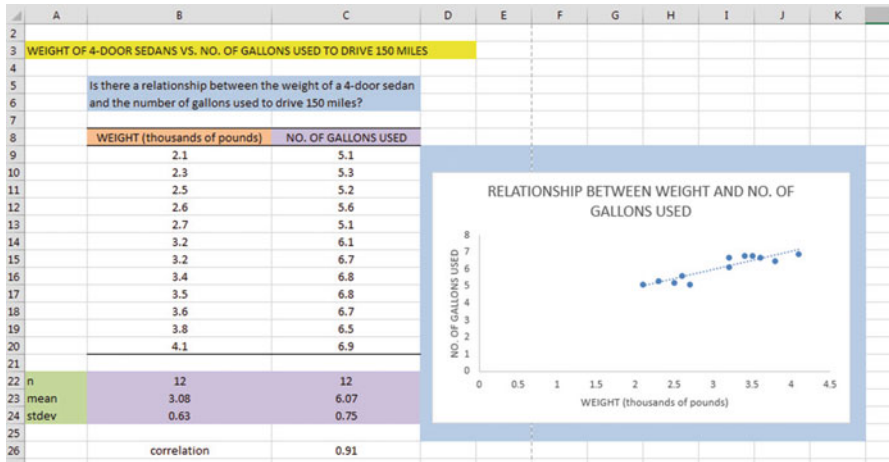 A B C D E F G H I J K
2
3 WEIGHT OF 4-DOOR SEDANS VS. NO. OF GALLONS USED TO DRIVE 150 MILES
4
5 Is there a relationship between the weight of a 4-door sedan
6 and the number of gallons used to drive 150 miles?
7
8 WEIGHT (thousands of pounds) NO. OF GALLONS USED
9 2.1 5.1
10 2.3 5.3
11 2.5 5.2
12 2.6 5.6
13 2.7 5.1
14 3.2 6.1
15 3.2 6.7
16 3.4 6.8
17 3.5 6.8
18 3.6 6.7
19 3.8 6.5
20 4.1 6.9
21
22 n 12 12
23 mean 3.08 6.07
24 stdev 0.63 0.75
25
26 correlation 0.91
RELATIONSHIP BETWEEN WEIGHT AND NO. OF
GALLONS USED
NO. OF GALLONS USED
8
7
6
5
4
3
2
1
0
0 0.5 1 1.5 2 2.5 3 3.5 4 4.5
WEIGHT (thousands of pounds)